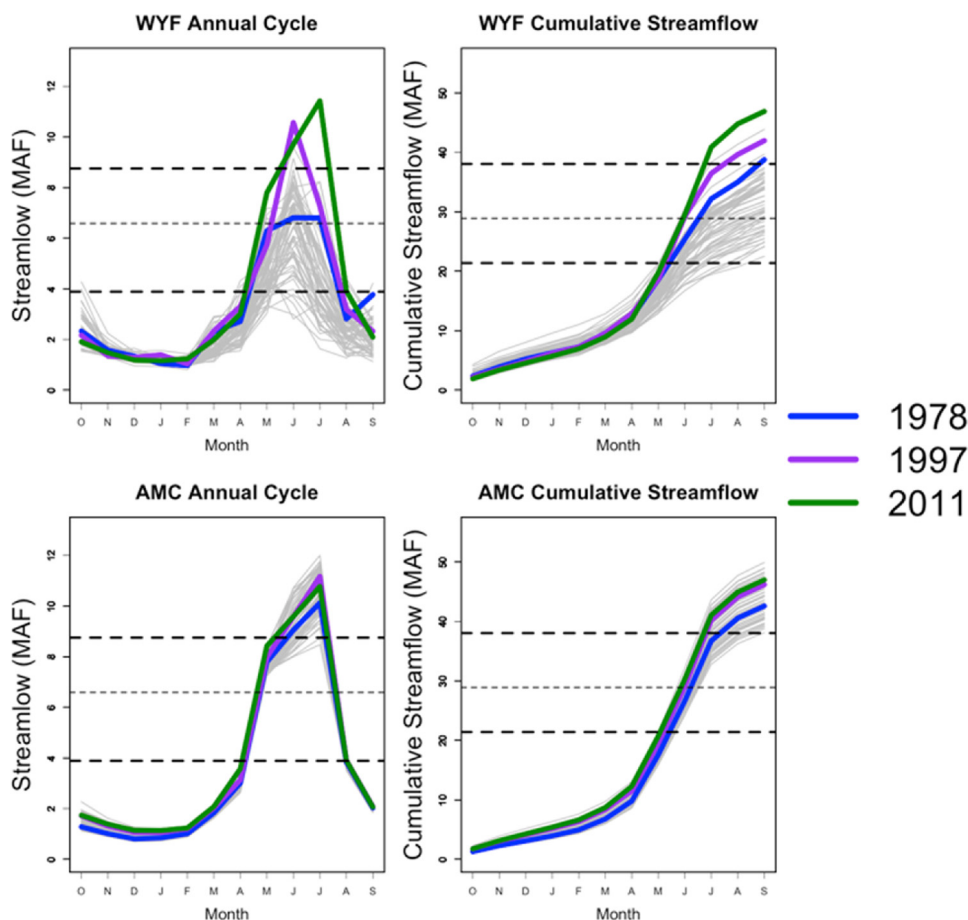 WYF Annual Cycle
Streamlow (MAF)
0 2 4 6 8 10 12
O N D J F M A M J J A S
Month
WYF Cumulative Streamflow
Cumulative Streamflow (MAF)
0 10 20 30 40 50
O N D J F M A M J J A S
Month
1978
1997
2011
AMC Annual Cycle
Streamlow (MAF)
0 2 4 6 8 10 12
O N D J F M A M J J A S
Month
AMC Cumulative Streamflow
Cumulative Streamflow (MAF)
0 10 20 30 40 50
O N D J F M A M J J A S
Month